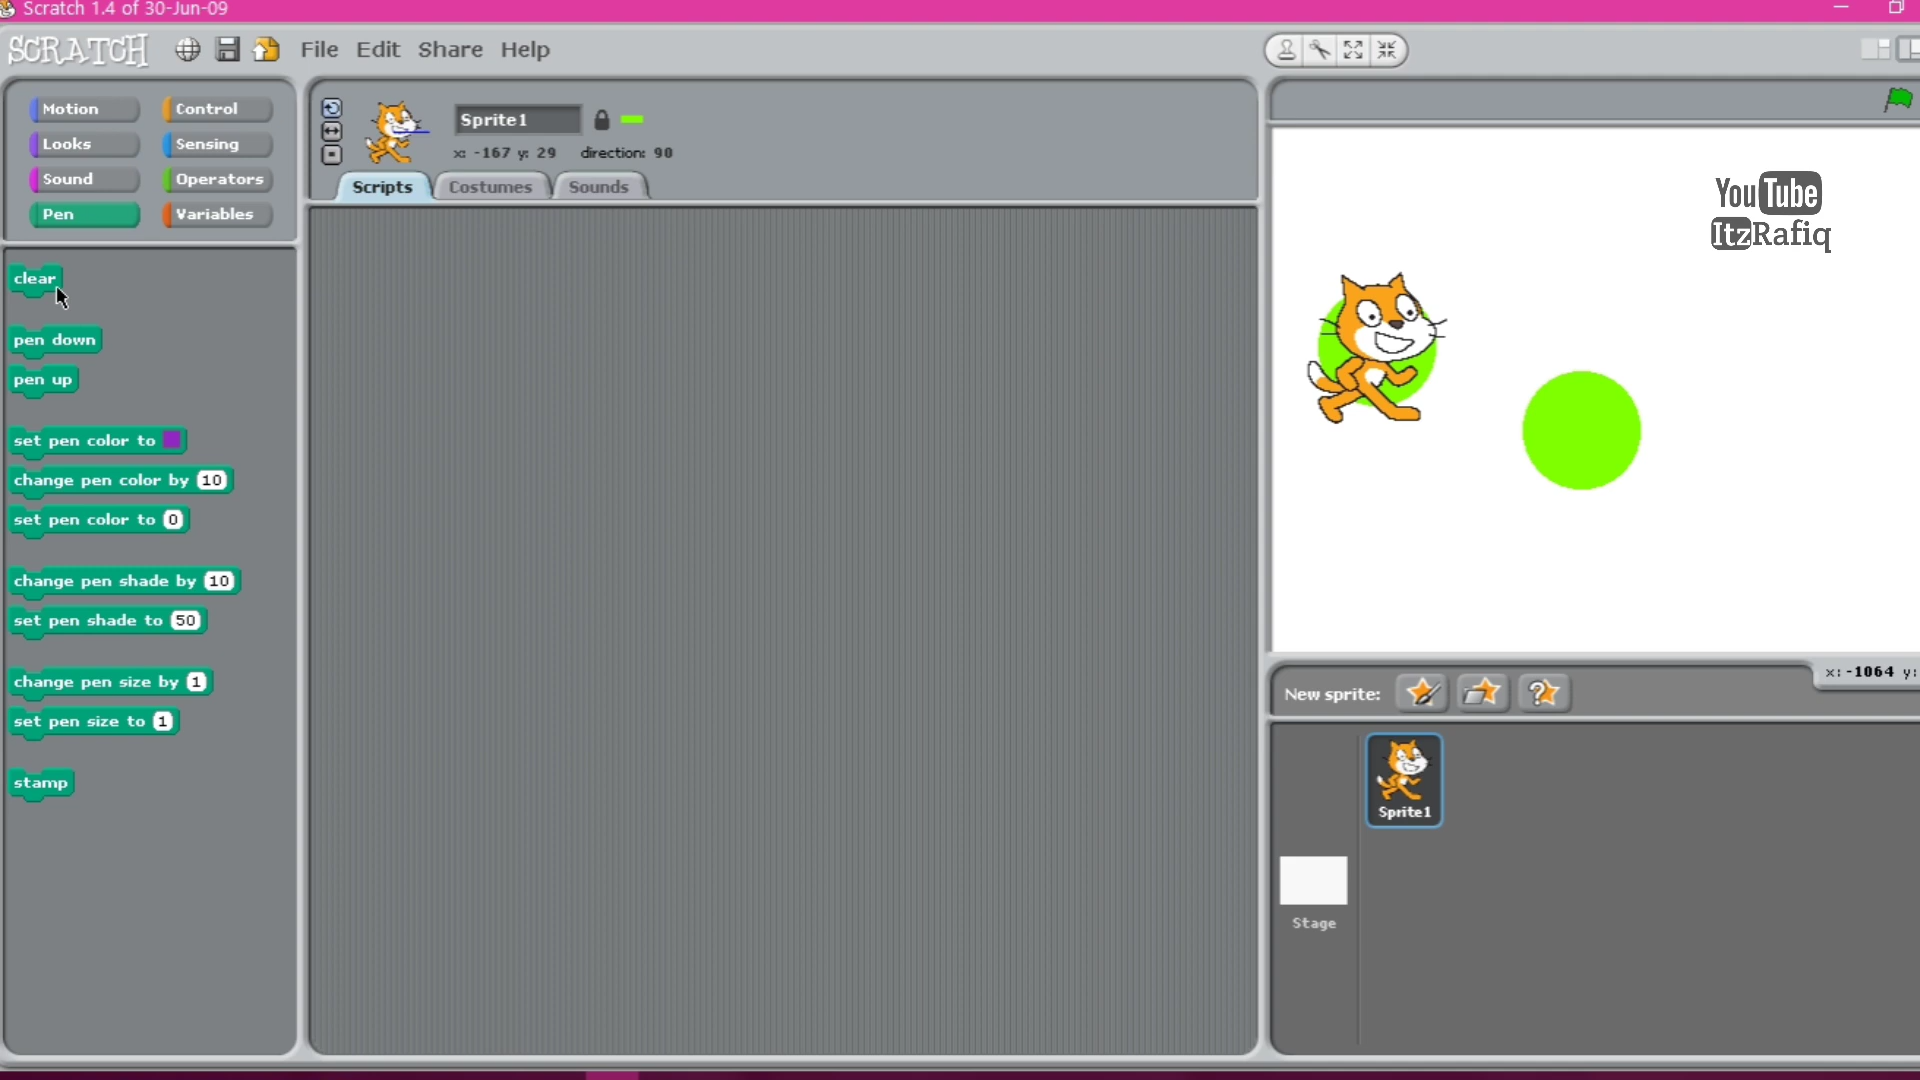 Scratch 1.4 of 30-Jun-09
SCRATCH File Edit Share Help
Motion Control
Looks Sensing
Sound Operators
Pen Variables
Sprite1
x: -167 y: 29 direction: 90
Scripts Costumes Sounds
clear
pen down
pen up
set pen color to
change pen color by 10
set pen color to 0
change pen shade by 10
set pen shade to 50
change pen size by 1
set pen size to 1
stamp
YouTube
ItzRafiq
x: -1064 y:
New sprite:
Sprite1
Stage